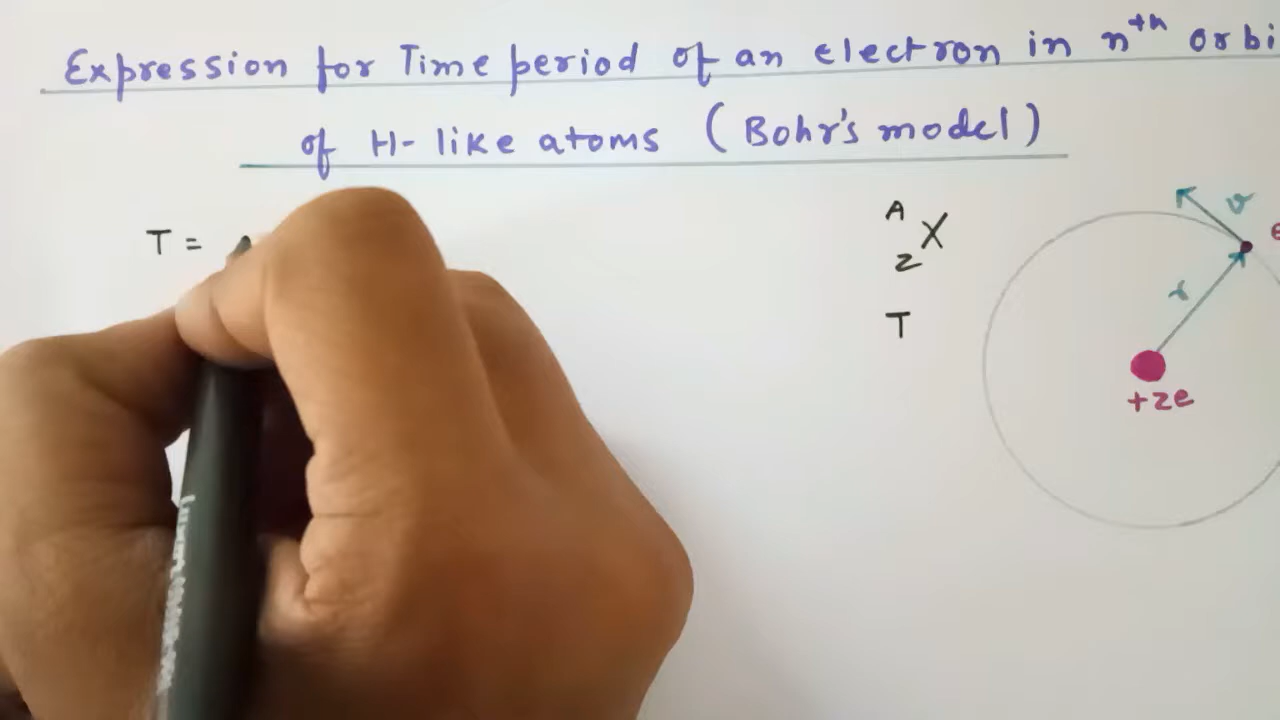 Expression for Time period of an electron in nth orbi
of H-like atoms (Bohr's model)
T =
A
X
Z
T
v
r
+ze